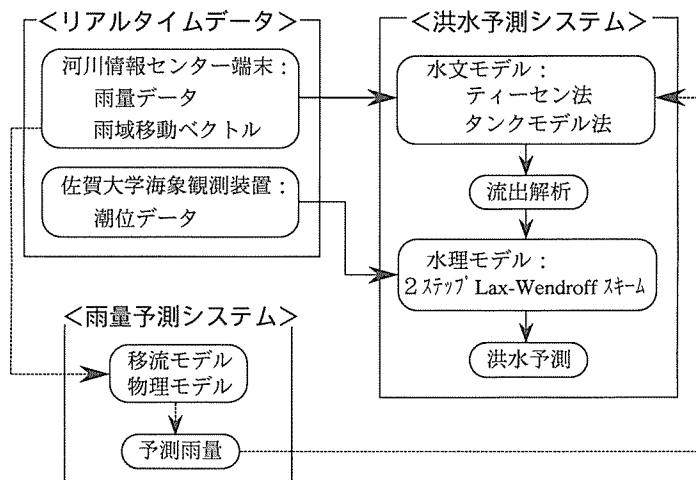 ＜リアルタイムデータ＞
河川情報センター端末：
雨量データ
雨域移動ベクトル
佐賀大学海象観測装置：
潮位データ
＜雨量予測システム＞
移流モデル
物理モデル
予測雨量
＜洪水予測システム＞
水文モデル：
ティーセン法
タンクモデル法
流出解析
水理モデル：
２ステップ Lax-Wendroff スキーム
洪水予測